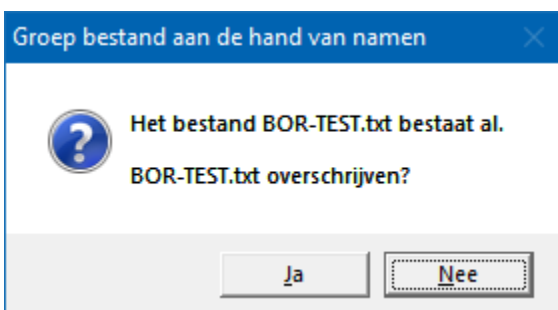 Groep bestand aan de hand van namen
Het bestand BOR-TEST.txt bestaat al.
BOR-TEST.txt overschrijven?
Ja
Nee